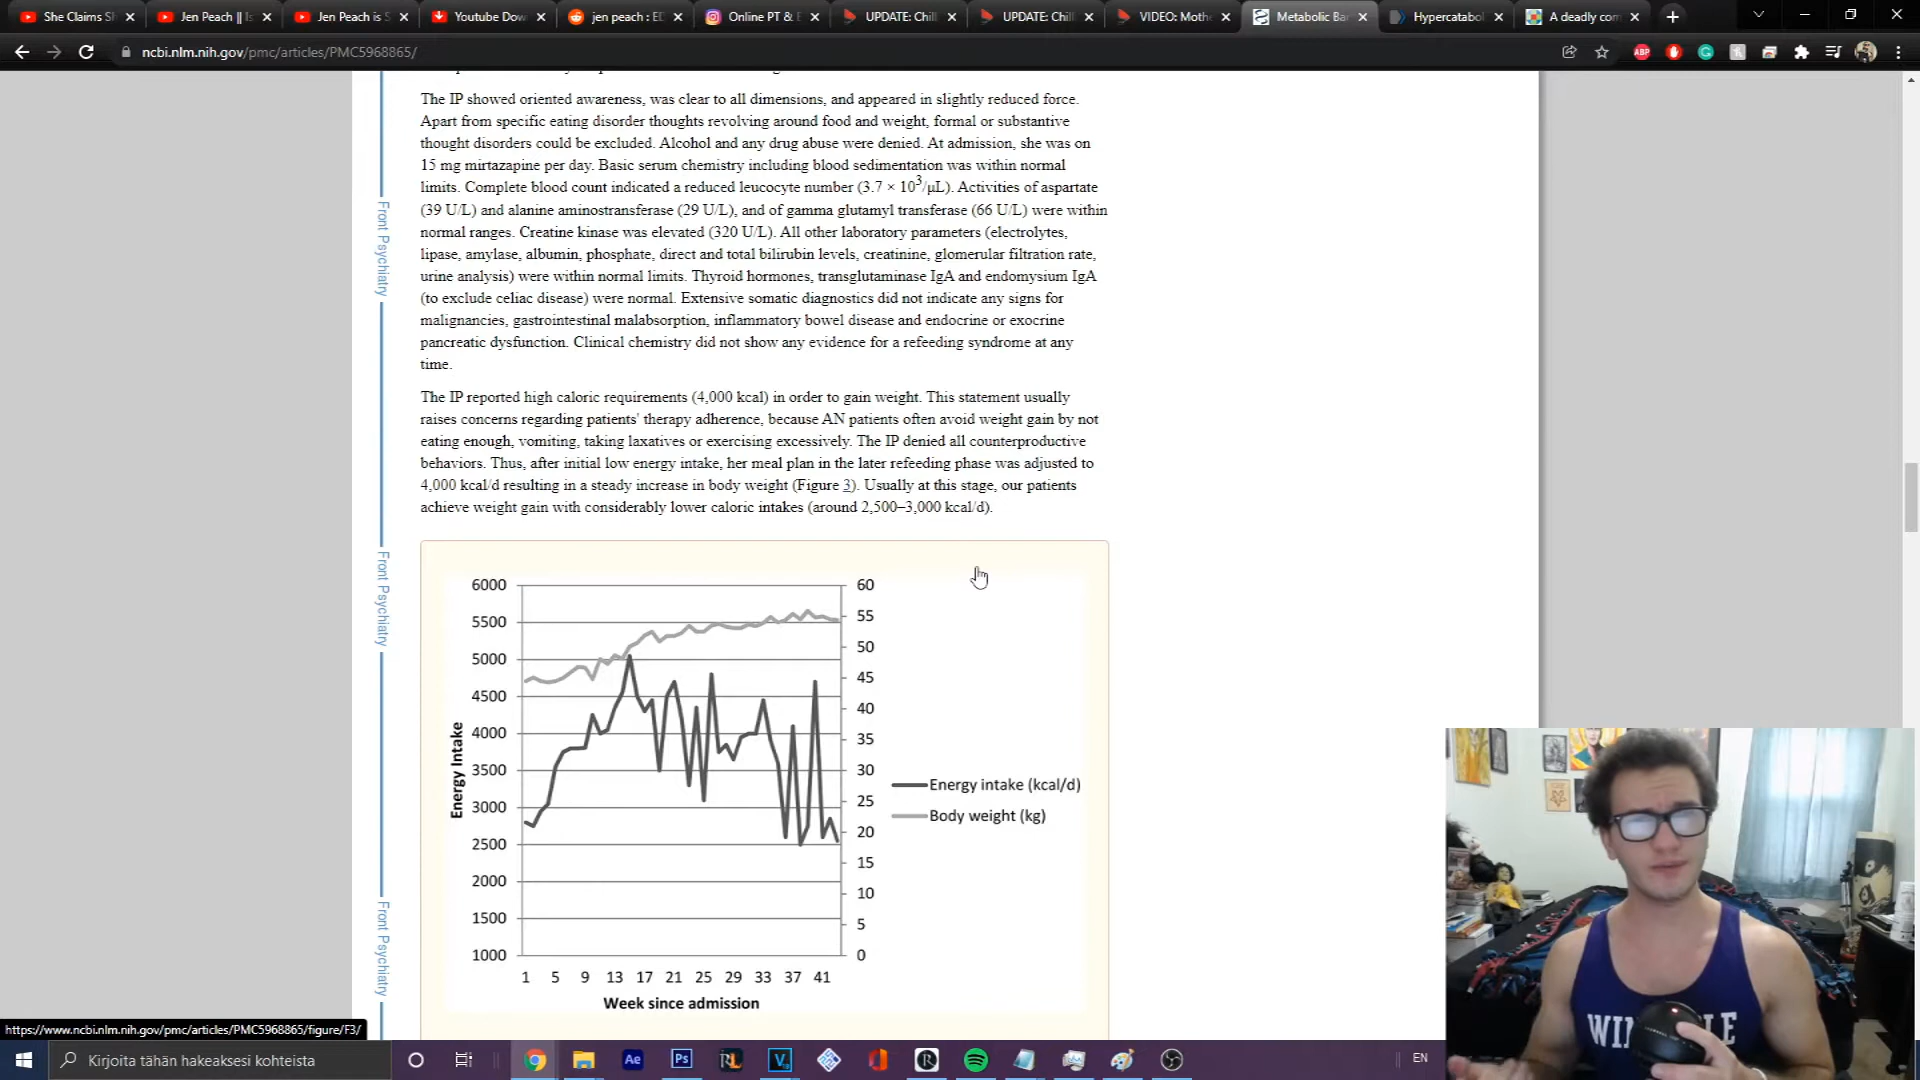 She Claims S
Jen Peach || Is
Jen Peach is S
Youtube Dow
jen peach : ED
Online PT & E
UPDATE: Chill
UPDATE: Chill
VIDEO: Mothe
Metabolic Bar
Hypercatabol
A deadly com
ncbi.nlm.nih.gov/pmc/articles/PMC5968865/
ABP
The IP showed oriented awareness, was clear to all dimensions, and appeared in slightly reduced force.
Apart from specific eating disorder thoughts revolving around food and weight, formal or substantive
thought disorders could be excluded. Alcohol and any drug abuse were denied. At admission, she was on
15 mg mirtazapine per day. Basic serum chemistry including blood sedimentation was within normal
limits. Complete blood count indicated a reduced leucocyte number (3.7 × 10³/μL). Activities of aspartate
(39 U/L) and alanine aminostransferase (29 U/L), and of gamma glutamyl transferase (66 U/L) were within
normal ranges. Creatine kinase was elevated (320 U/L). All other laboratory parameters (electrolytes,
lipase, amylase, albumin, phosphate, direct and total bilirubin levels, creatinine, glomerular filtration rate,
urine analysis) were within normal limits. Thyroid hormones, transglutaminase IgA and endomysium IgA
(to exclude celiac disease) were normal. Extensive somatic diagnostics did not indicate any signs for
malignancies, gastrointestinal malabsorption, inflammatory bowel disease and endocrine or exocrine
pancreatic dysfunction. Clinical chemistry did not show any evidence for a refeeding syndrome at any
time.
The IP reported high caloric requirements (4,000 kcal) in order to gain weight. This statement usually
raises concerns regarding patients' therapy adherence, because AN patients often avoid weight gain by not
eating enough, vomiting, taking laxatives or exercising excessively. The IP denied all counterproductive
behaviors. Thus, after initial low energy intake, her meal plan in the later refeeding phase was adjusted to
4,000 kcal/d resulting in a steady increase in body weight (Figure 3). Usually at this stage, our patients
achieve weight gain with considerably lower caloric intakes (around 2,500–3,000 kcal/d).
Front Psychiatry
Front Psychiatry
Front Psychiatry
6000 60
5500 55
5000 50
4500 45
4000 40
3500 35
3000 30
2500 25
2000 20
1500 15
1000 10
5
0
Energy Intake
Energy intake (kcal/d)
Body weight (kg)
1 5 9 13 17 21 25 29 33 37 41
Week since admission
https://www.ncbi.nlm.nih.gov/pmc/articles/PMC5968865/figure/F3/
Kirjoita tähän hakeaksesi kohteista
Ae
Ps
RL
V
R
EN